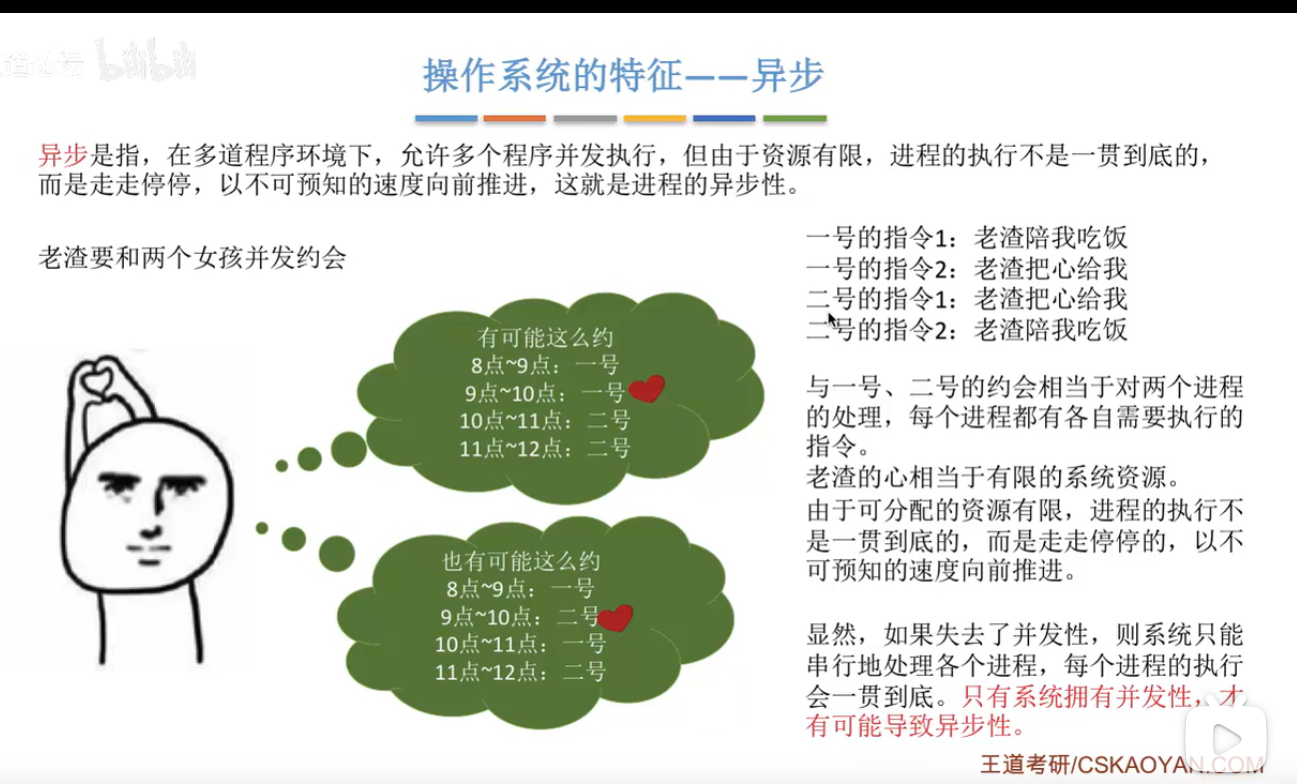 道论坛 bilibili
操作系统的特征——异步
异步是指，在多道程序环境下，允许多个程序并发执行，但由于资源有限，进程的执行不是一贯到底的，
而是走走停停，以不可预知的速度向前推进，这就是进程的异步性。
老渣要和两个女孩并发约会
有可能这么约
8点~9点：一号
9点~10点：一号
10点~11点：二号
11点~12点：二号
也有可能这么约
8点~9点：一号
9点~10点：二号
10点~11点：一号
11点~12点：二号
一号的指令1：老渣陪我吃饭
一号的指令2：老渣把心给我
二号的指令1：老渣把心给我
二号的指令2：老渣陪我吃饭
与一号、二号的约会相当于对两个进程
的处理，每个进程都有各自需要执行的
指令。
老渣的心相当于有限的系统资源。
由于可分配的资源有限，进程的执行不
是一贯到底的，而是走走停停的，以不
可预知的速度向前推进。
显然，如果失去了并发性，则系统只能
串行地处理各个进程，每个进程的执行
会一贯到底。只有系统拥有并发性，才
有可能导致异步性。
王道考研/CSKAOYAN.COM